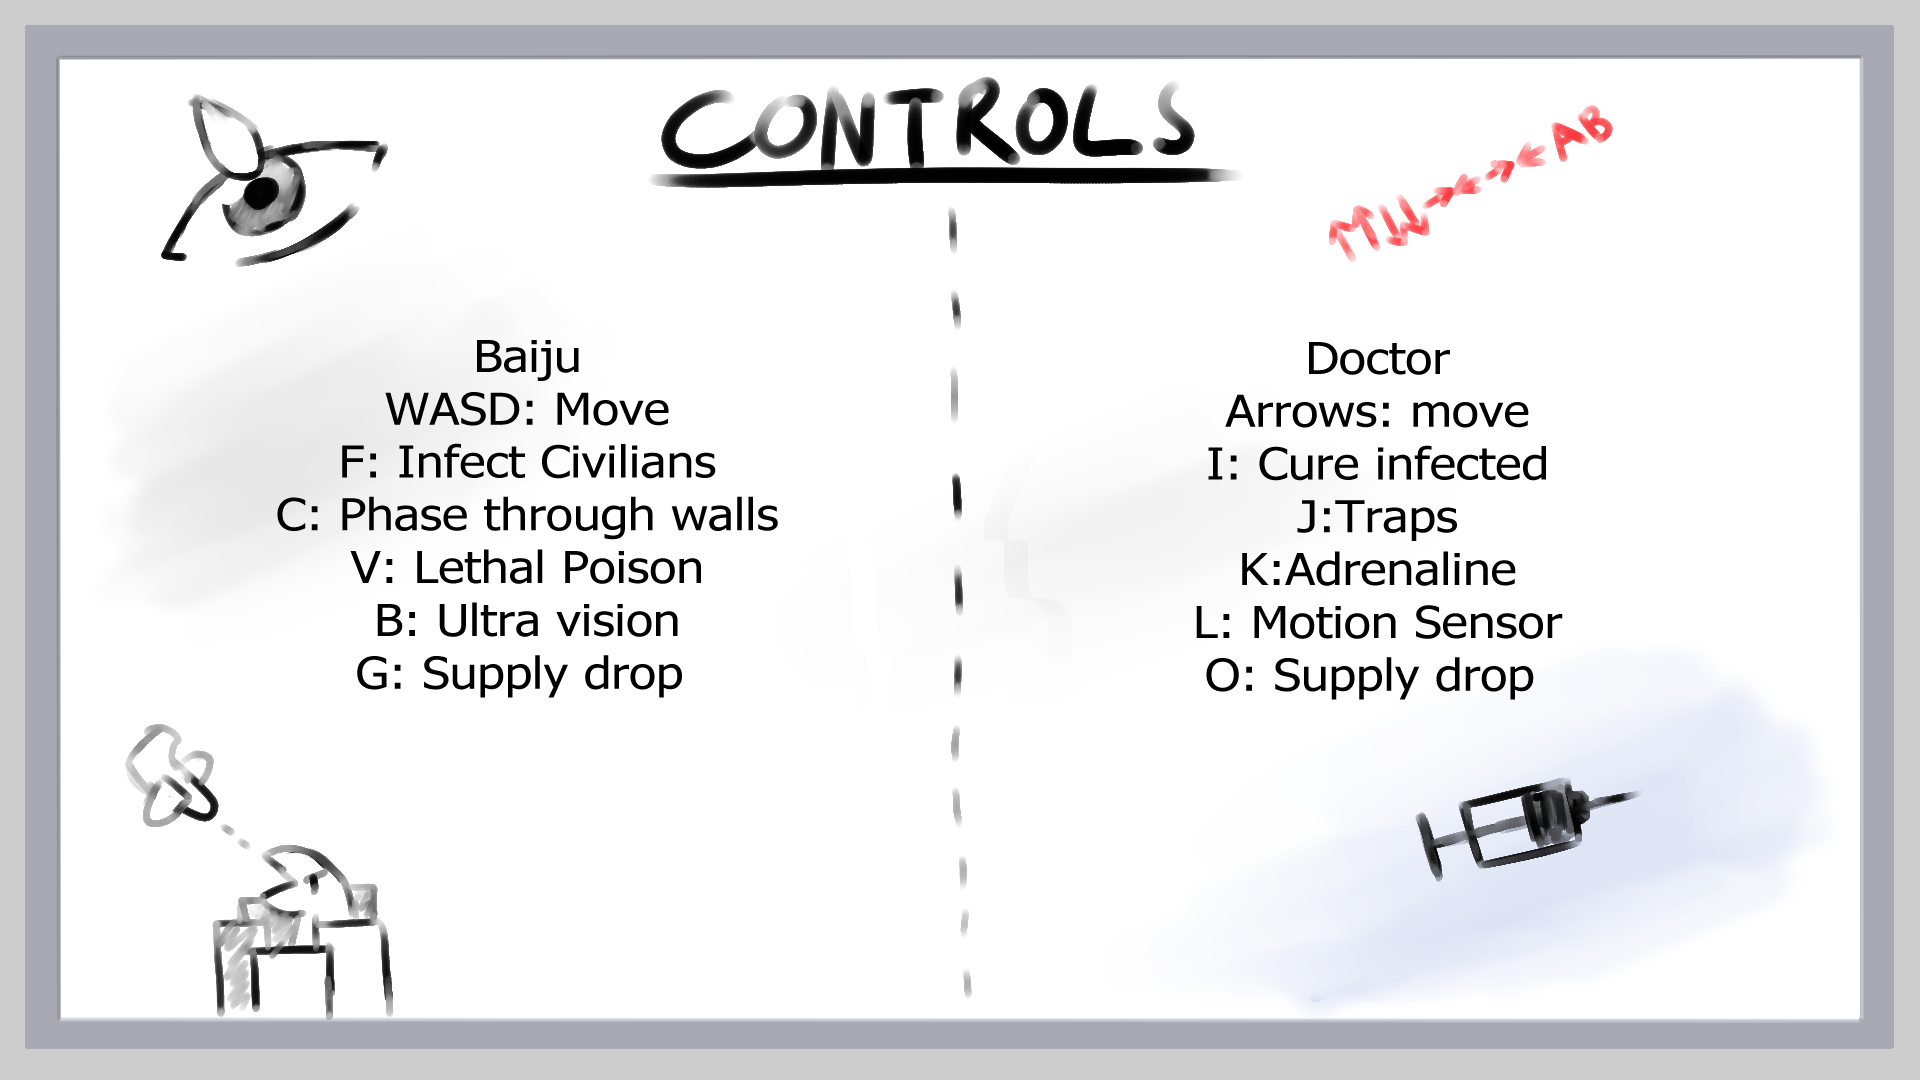 CONTROLS
↑↑↓↓→←→←AB
Baiju
WASD: Move
F: Infect Civilians
C: Phase through walls
V: Lethal Poison
B: Ultra vision
G: Supply drop
Doctor
Arrows: move
I: Cure infected
J:Traps
K:Adrenaline
L: Motion Sensor
O: Supply drop